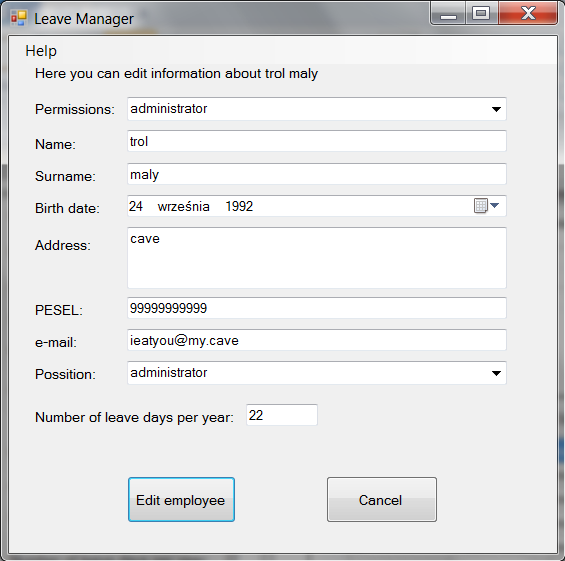 Leave Manager
Help
Here you can edit information about trol maly
Permissions: administrator
Name: trol
Surname: maly
Birth date: 24 września 1992
Address: cave
PESEL: 99999999999
e-mail: ieatyou@my.cave
Possition: administrator
Number of leave days per year: 22
Edit employee Cancel